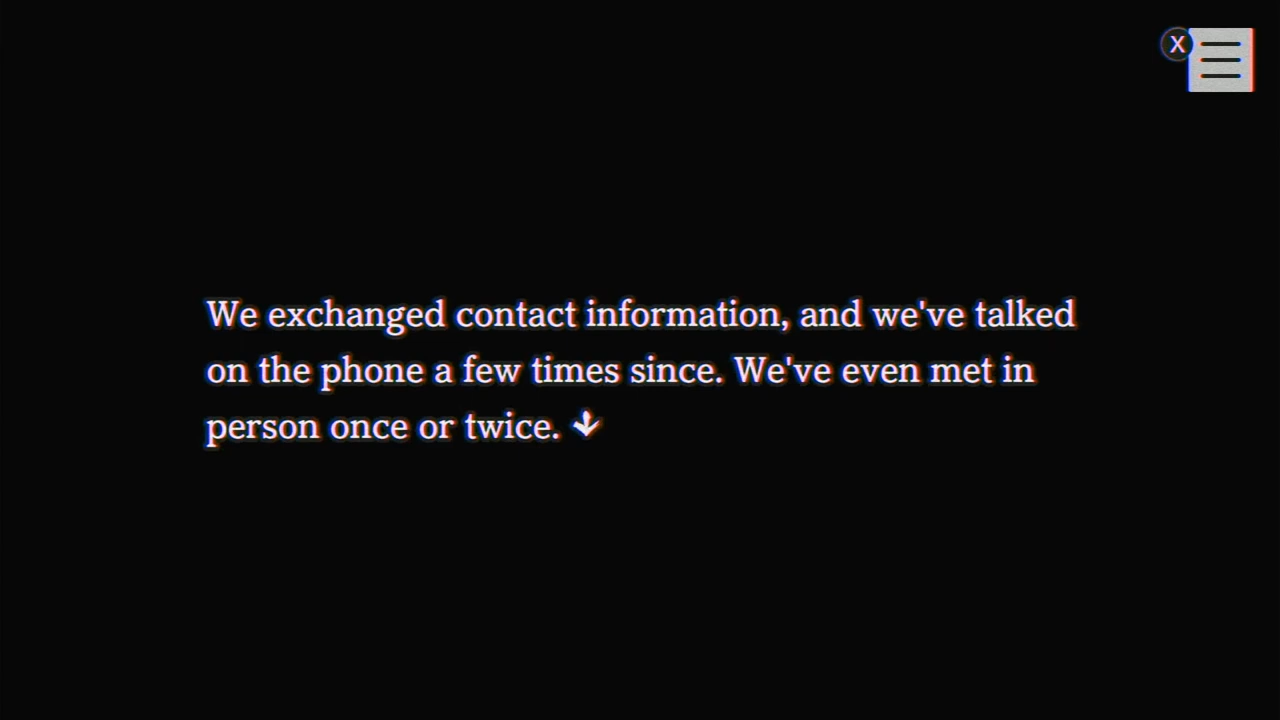 X
We exchanged contact information, and we've talked
on the phone a few times since. We've even met in
person once or twice.